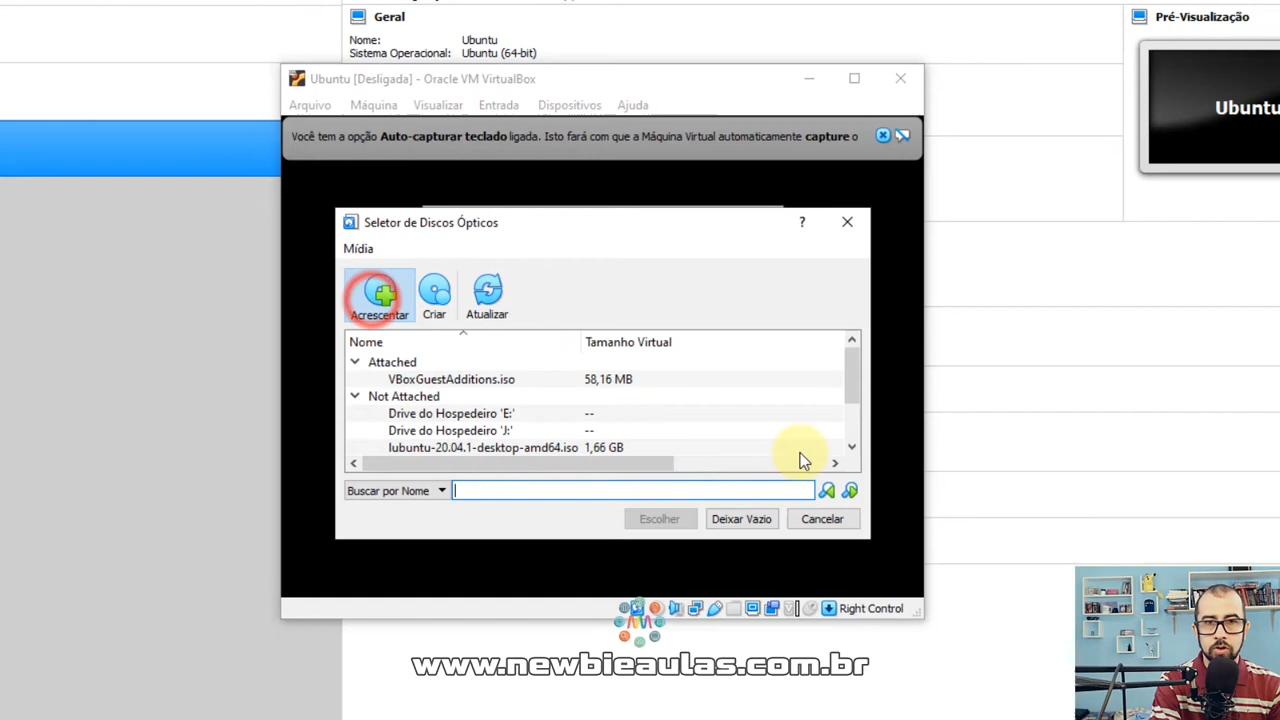 Geral
Pré-Visualização
Nome: Ubuntu
Sistema Operacional: Ubuntu (64-bit)
Ubuntu [Desligada] - Oracle VM VirtualBox
Arquivo Máquina Visualizar Entrada Dispositivos Ajuda
Ubuntu
Você tem a opção Auto-capturar teclado ligada. Isto fará com que a Máquina Virtual automaticamente capture o
Seletor de Discos Ópticos
?
Mídia
Acrescentar Criar Atualizar
Nome Tamanho Virtual
Attached
VBoxGuestAdditions.iso 58,16 MB
Not Attached
Drive do Hospedeiro 'E:' --
Drive do Hospedeiro 'J:' --
lubuntu-20.04.1-desktop-amd64.iso 1,66 GB
Buscar por Nome
Escolher Deixar Vazio Cancelar
Right Control
www.newbieaulas.com.br